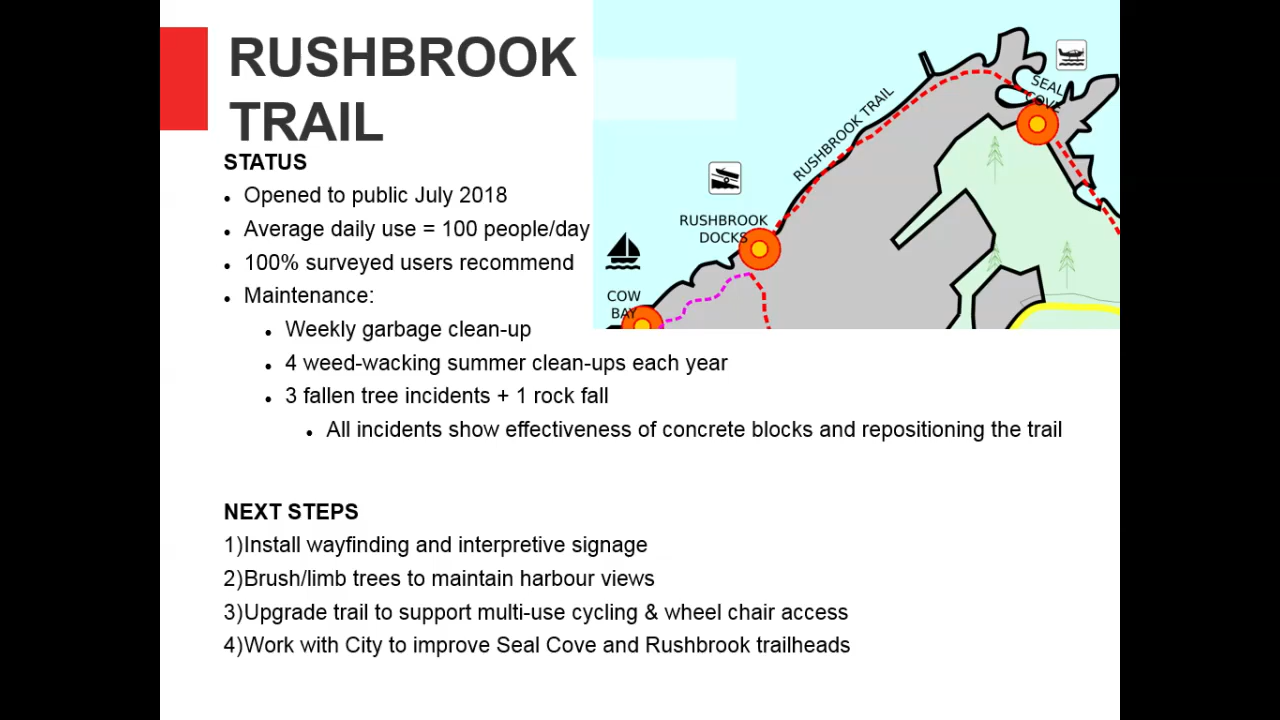 RUSHBROOK
TRAIL
STATUS
• Opened to public July 2018
• Average daily use = 100 people/day
• 100% surveyed users recommend
• Maintenance:
• Weekly garbage clean-up
• 4 weed-wacking summer clean-ups each year
• 3 fallen tree incidents + 1 rock fall
• All incidents show effectiveness of concrete blocks and repositioning the trail
NEXT STEPS
1)Install wayfinding and interpretive signage
2)Brush/limb trees to maintain harbour views
3)Upgrade trail to support multi-use cycling & wheel chair access
4)Work with City to improve Seal Cove and Rushbrook trailheads
SEAL
COVE
RUSHBROOK TRAIL
RUSHBROOK
DOCKS
COW
BAY